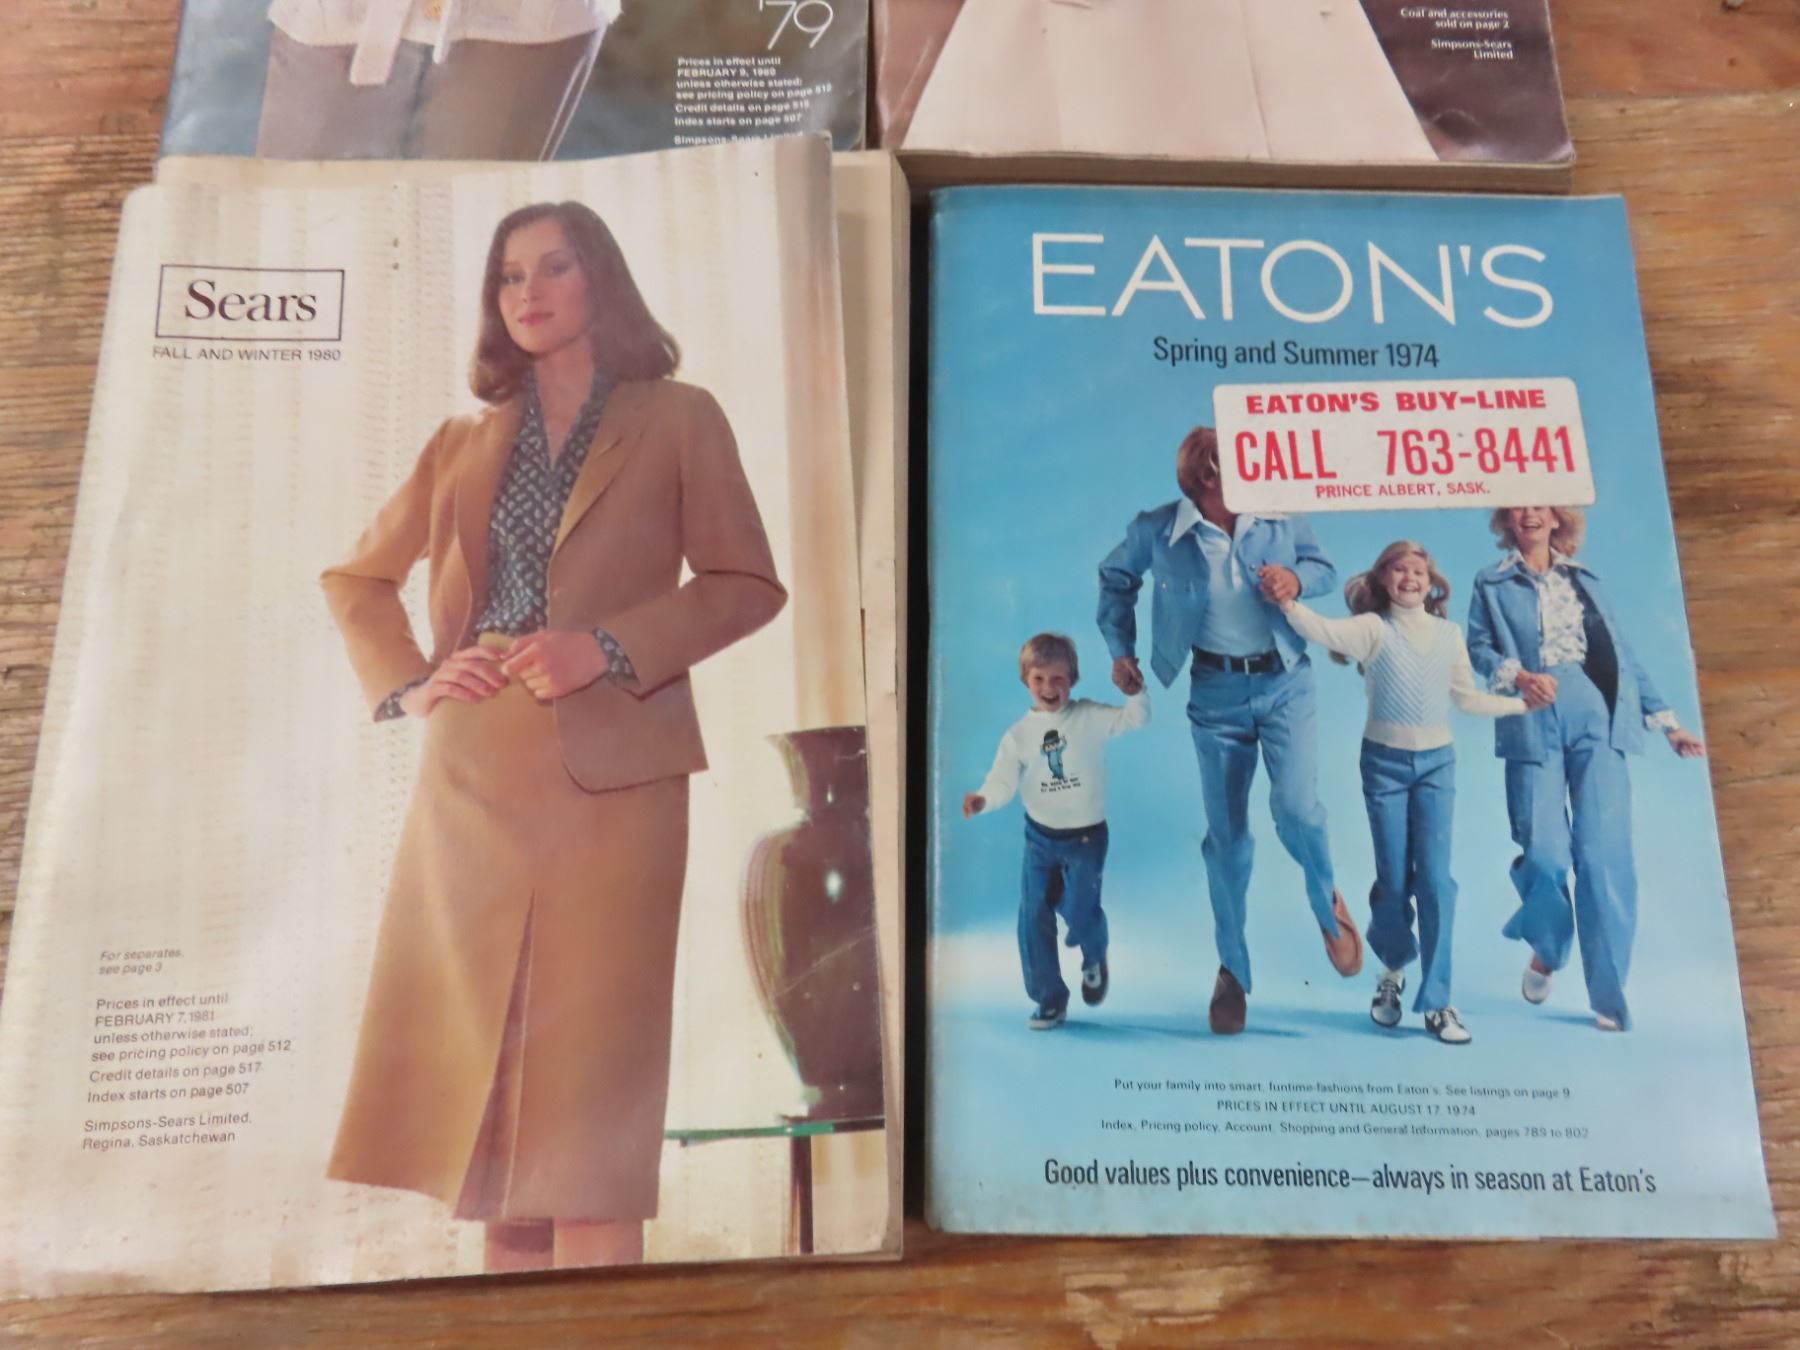 '79
Prices in effect until
FEBRUARY 9, 1980
unless otherwise stated;
see pricing policy on page 512
Credit details on page 515
Index starts on page 507
Simpsons-Sears Limited
Coat and accessories
sold on page 2
Simpsons-Sears
Limited
Sears
FALL AND WINTER 1980
For separates,
see page 3
Prices in effect until
FEBRUARY 7, 1981
unless otherwise stated;
see pricing policy on page 512
Credit details on page 517
Index starts on page 507
Simpsons-Sears Limited,
Regina, Saskatchewan
EATON'S
Spring and Summer 1974
EATON'S BUY-LINE
CALL 763-8441
PRINCE ALBERT, SASK.
Put your family into smart, funtime fashions from Eaton's. See listings on page 9
PRICES IN EFFECT UNTIL AUGUST 17, 1974
Index, Pricing policy, Account, Shopping and General Information, pages 789 to 802
Good values plus convenience—always in season at Eaton's